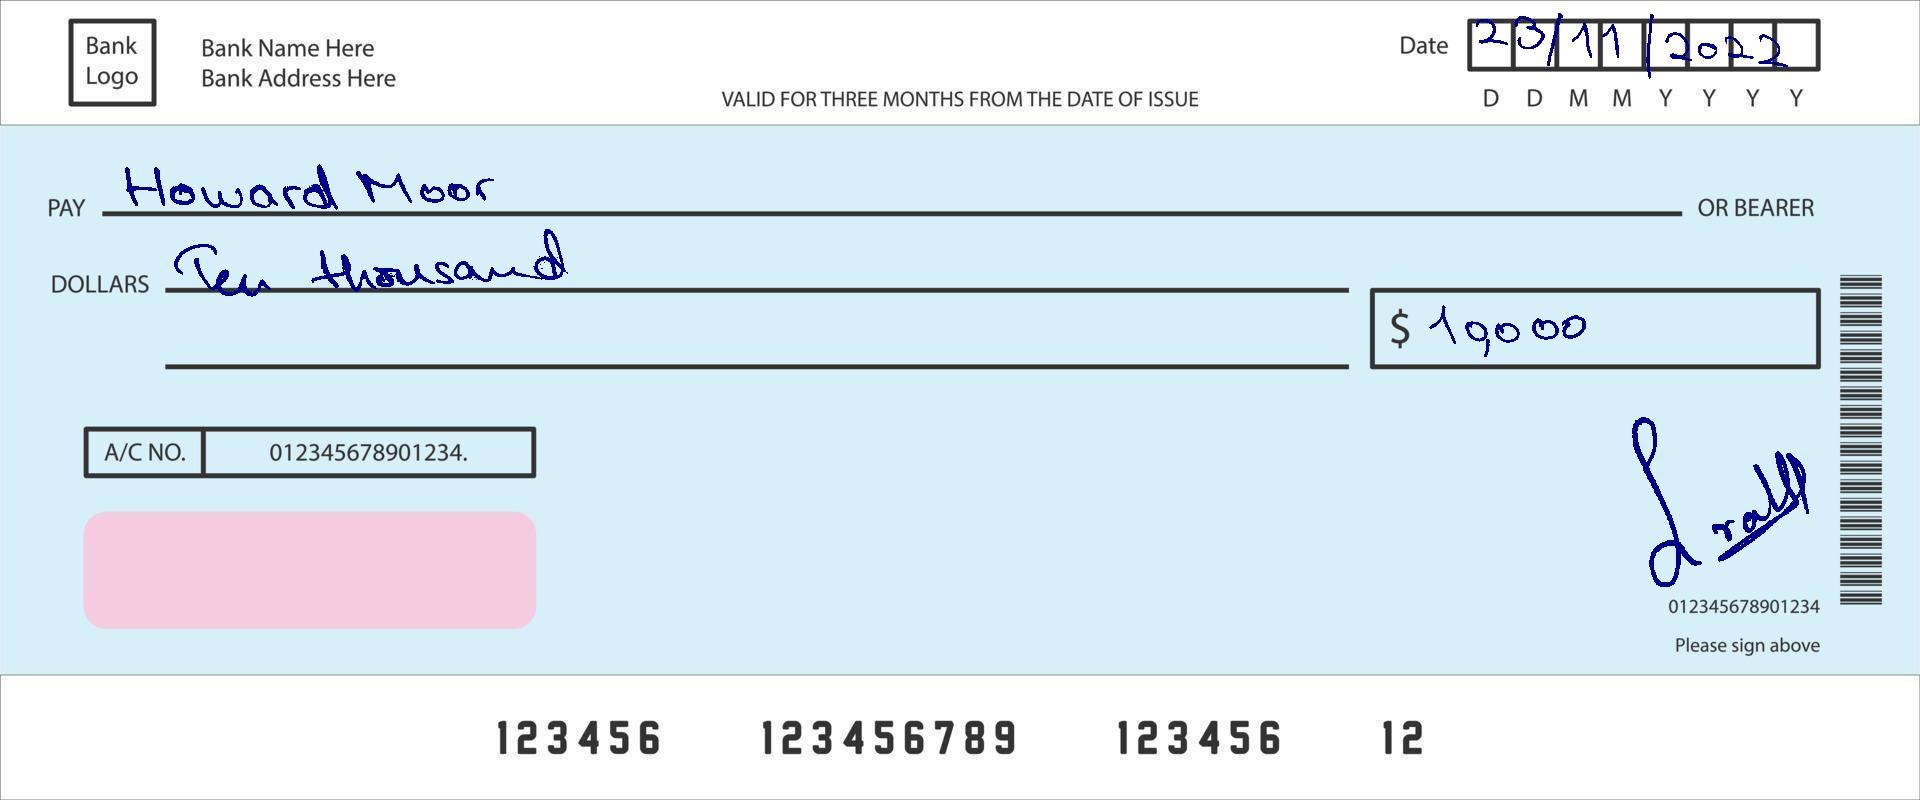 Bank Logo
Bank Name Here
Bank Address Here
VALID FOR THREE MONTHS FROM THE DATE OF ISSUE
Date 23/11/2022
D D M M Y Y Y Y
PAY Howard Moor OR BEARER
DOLLARS Ten thousand
$ 10,000
A/C NO. 012345678901234.
012345678901234
Please sign above
123456 123456789 123456 12